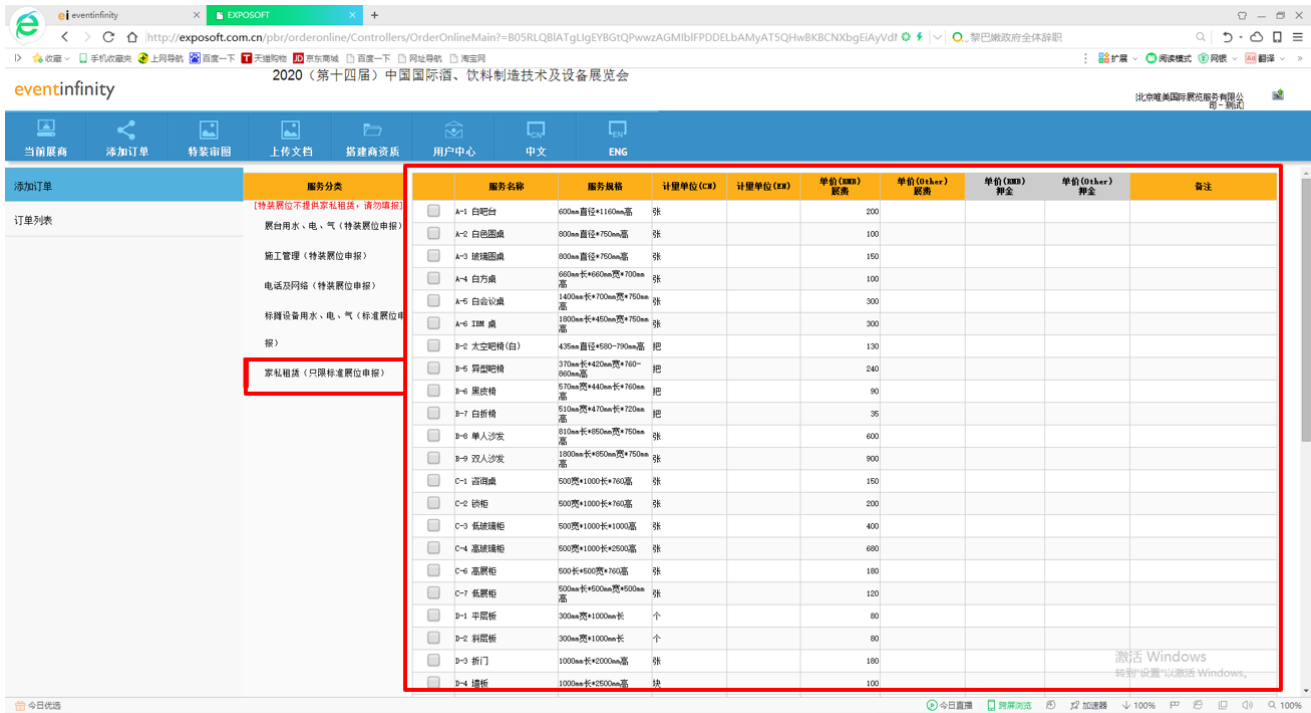 eventinfinity
EXPOSOFT
http://exposoft.com.cn/pbr/orderonline/Controllers/OrderOnlineMain?=B05RLQBlATgLIgEYBGtQPwwzAGMIblFPDDELbAMyAT5QHwBKBCNXbgEiAyVdl
黎巴嫩政府全体辞职
收藏 手机收藏夹 上网导航 百度一下 天猫购物 京东商城 百度一下 网址导航 淘宝网
扩展 阅读模式 网银 翻译
2020(第十四届)中国国际酒、饮料制造技术及设备展览会
eventinfinity
[北京唯美国际展览服务有限公司-测试]
当前展商 添加订单 特装审图 上传文档 搭建商资质 用户中心 中文 ENG
添加订单
订单列表
服务分类
[特装展位不提供家私租赁,请勿填报]
展台用水、电、气(特装展位申报)
施工管理(特装展位申报)
电话及网络(特装展位申报)
标摊设备用水、电、气(标准展位申报)
家私租赁(只限标准展位申报)
服务名称 服务规格 计量单位(CN) 计量单位(EN) 单价(RMB)展费 单价(Other)展费 单价(RMB)押金 单价(Other)押金 备注
A-1 白吧台 600mm直径*1160mm高 张 200
A-2 白色圆桌 800mm直径*750mm高 张 100
A-3 玻璃圆桌 800mm直径*750mm高 张 150
A-4 白方桌 660mm长*660mm宽*700mm高 张 100
A-5 白会议桌 1400mm长*700mm宽*750mm高 张 300
A-6 IBM 桌 1800mm长*450mm宽*750mm高 张 300
B-2 太空吧椅(白) 435mm直径*580-790mm高 把 130
B-5 异型吧椅 370mm长*420mm宽*760-860mm高 把 240
B-6 黑皮椅 570mm宽*440mm长*760mm高 把 90
B-7 白折椅 510mm宽*470mm长*720mm高 把 35
B-8 单人沙发 810mm长*850mm宽*750mm高 张 600
B-9 双人沙发 1800mm长*850mm宽*750mm高 张 900
C-1 咨询桌 500宽*1000长*760高 张 150
C-2 锁柜 500宽*1000长*760高 张 200
C-3 低玻璃柜 500宽*1000长*1000高 张 400
C-4 高玻璃柜 500宽*1000长*2500高 张 680
C-6 高展柜 500长*500宽*760高 张 180
C-7 低展柜 500mm长*500mm宽*500mm高 张 120
D-1 平层板 300mm宽*1000mm长 个 80
D-2 斜层板 300mm宽*1000mm长 个 80
D-3 折门 1000mm长*2000mm高 张 180
D-4 墙板 1000mm长*2500mm高 块 100
激活 Windows
转到"设置"以激活 Windows。
今日优选
今日直播 跨屏浏览 加速器 100% 100%